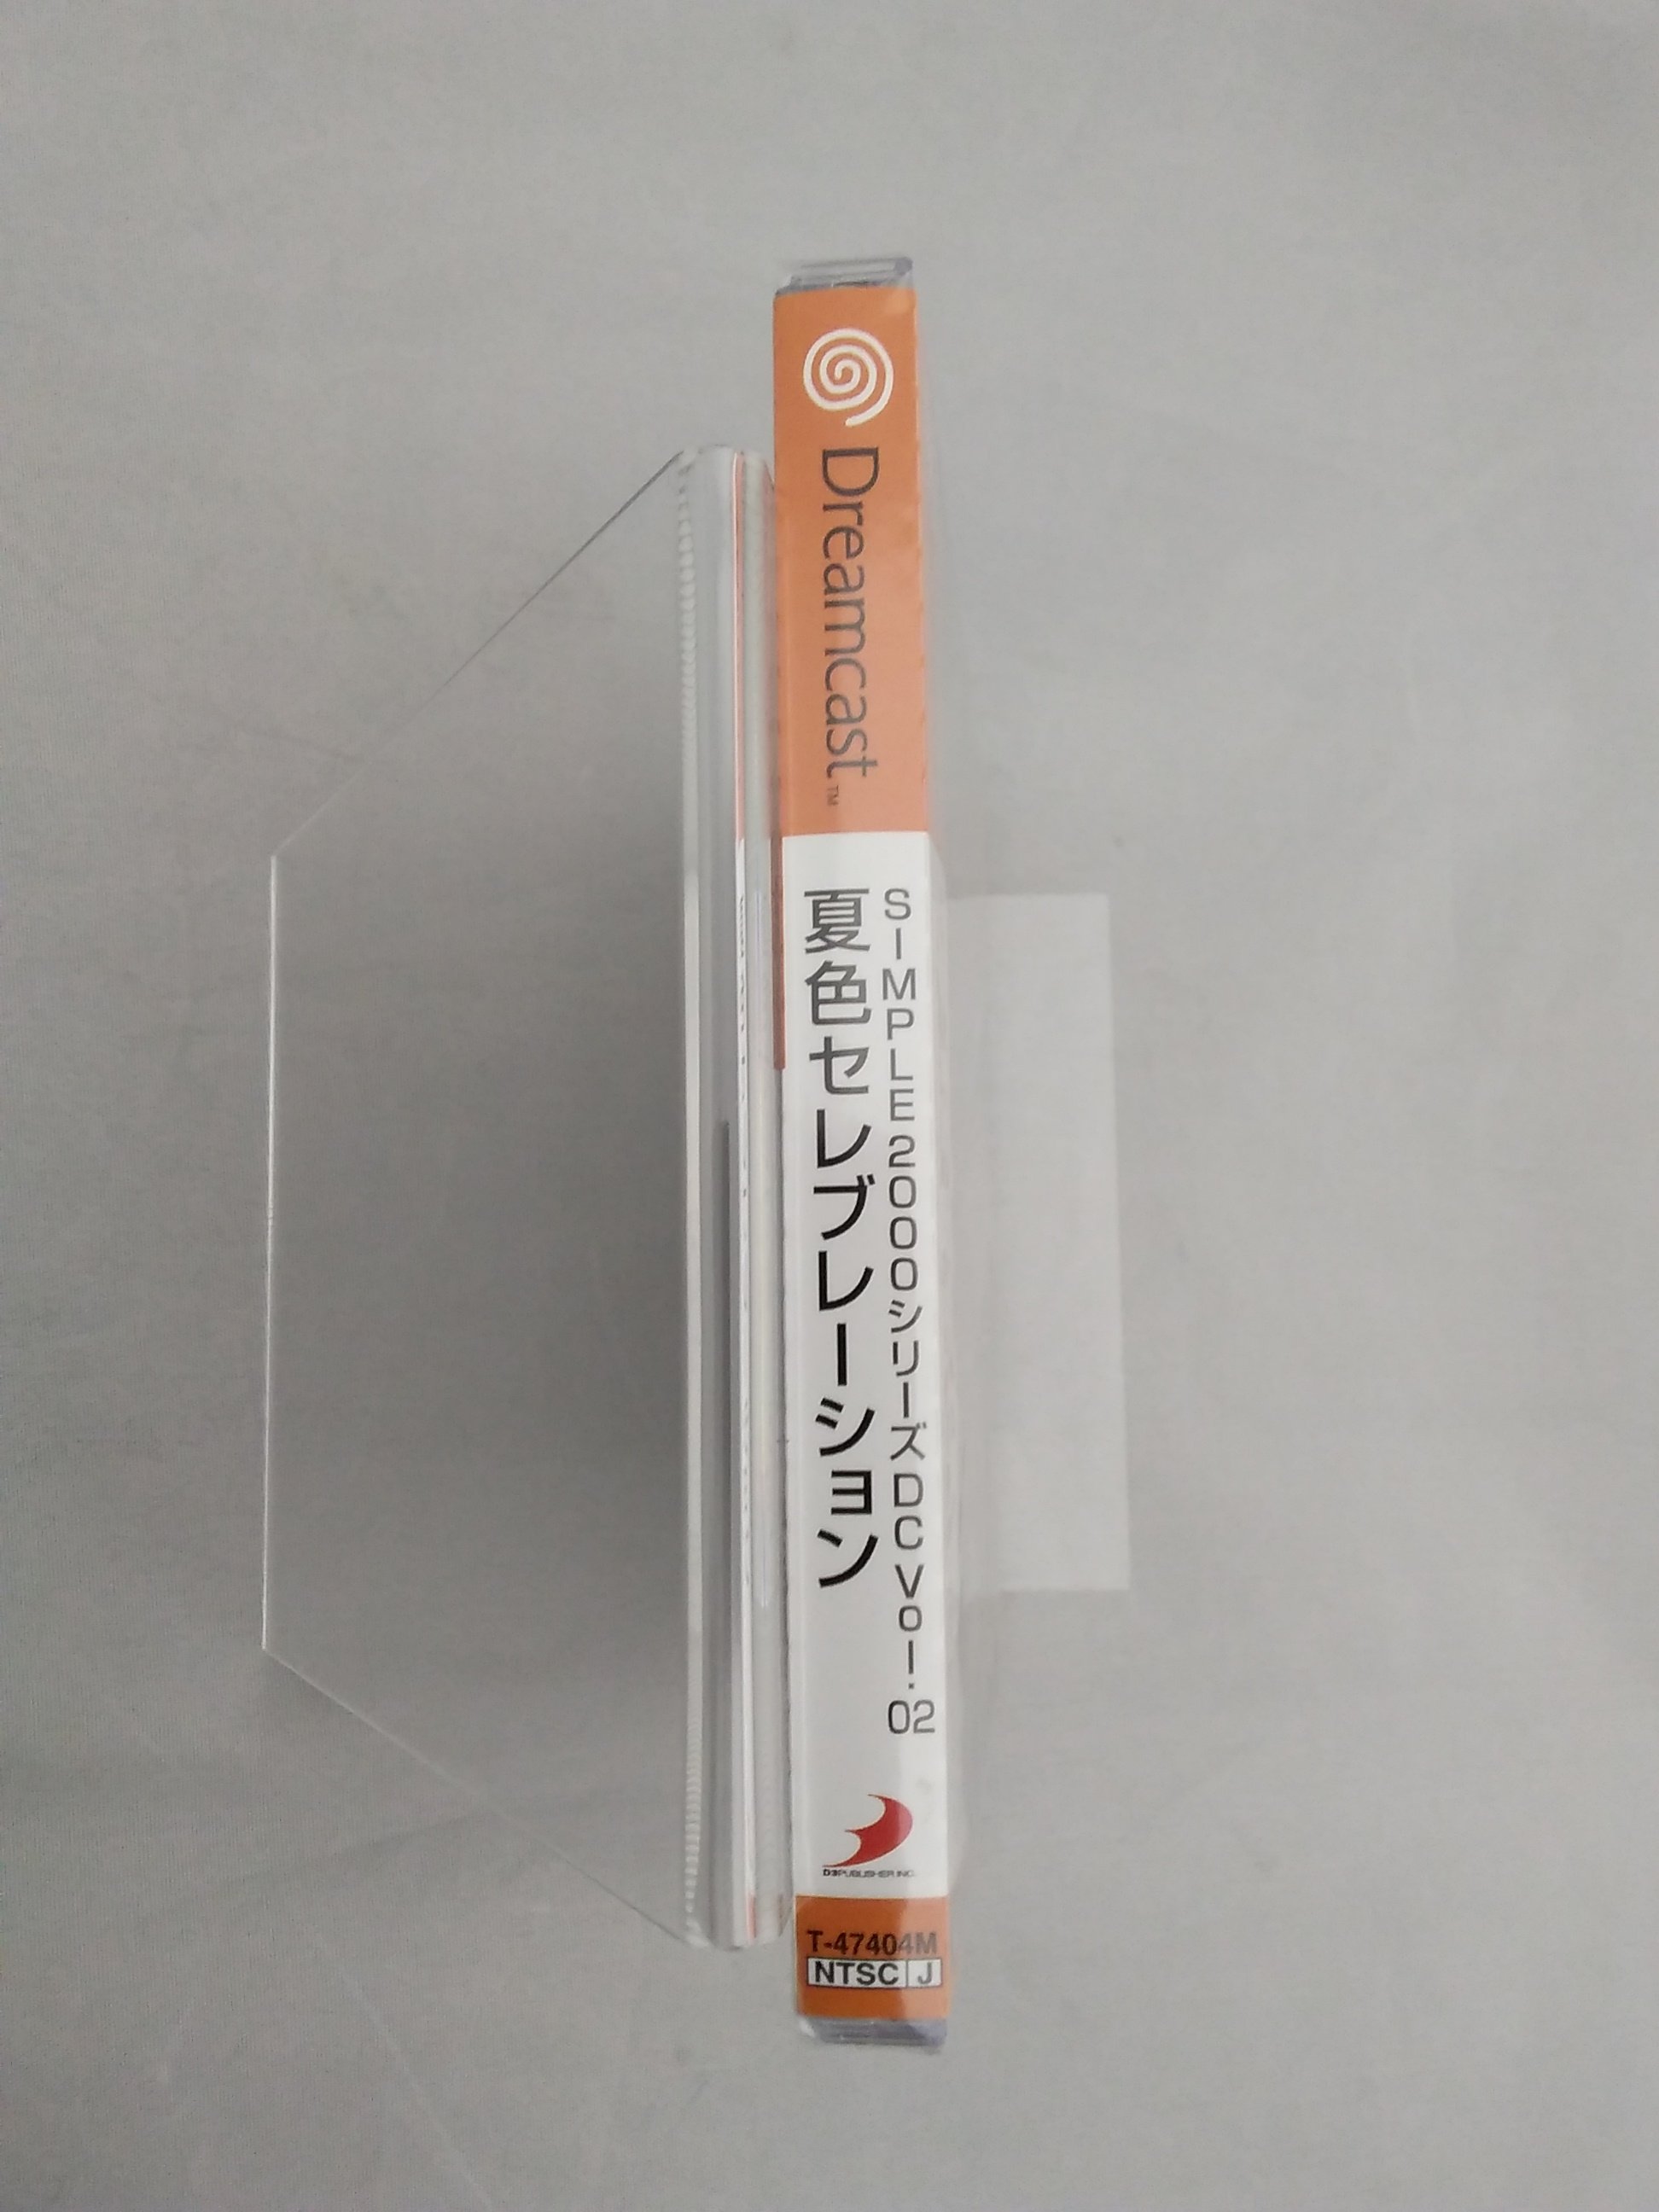 Dreamcast™
SIMPLE2000シリーズDC Vol.02
夏色セレブレーション
D3PUBLISHER INC.
T-47404M
NTSC J